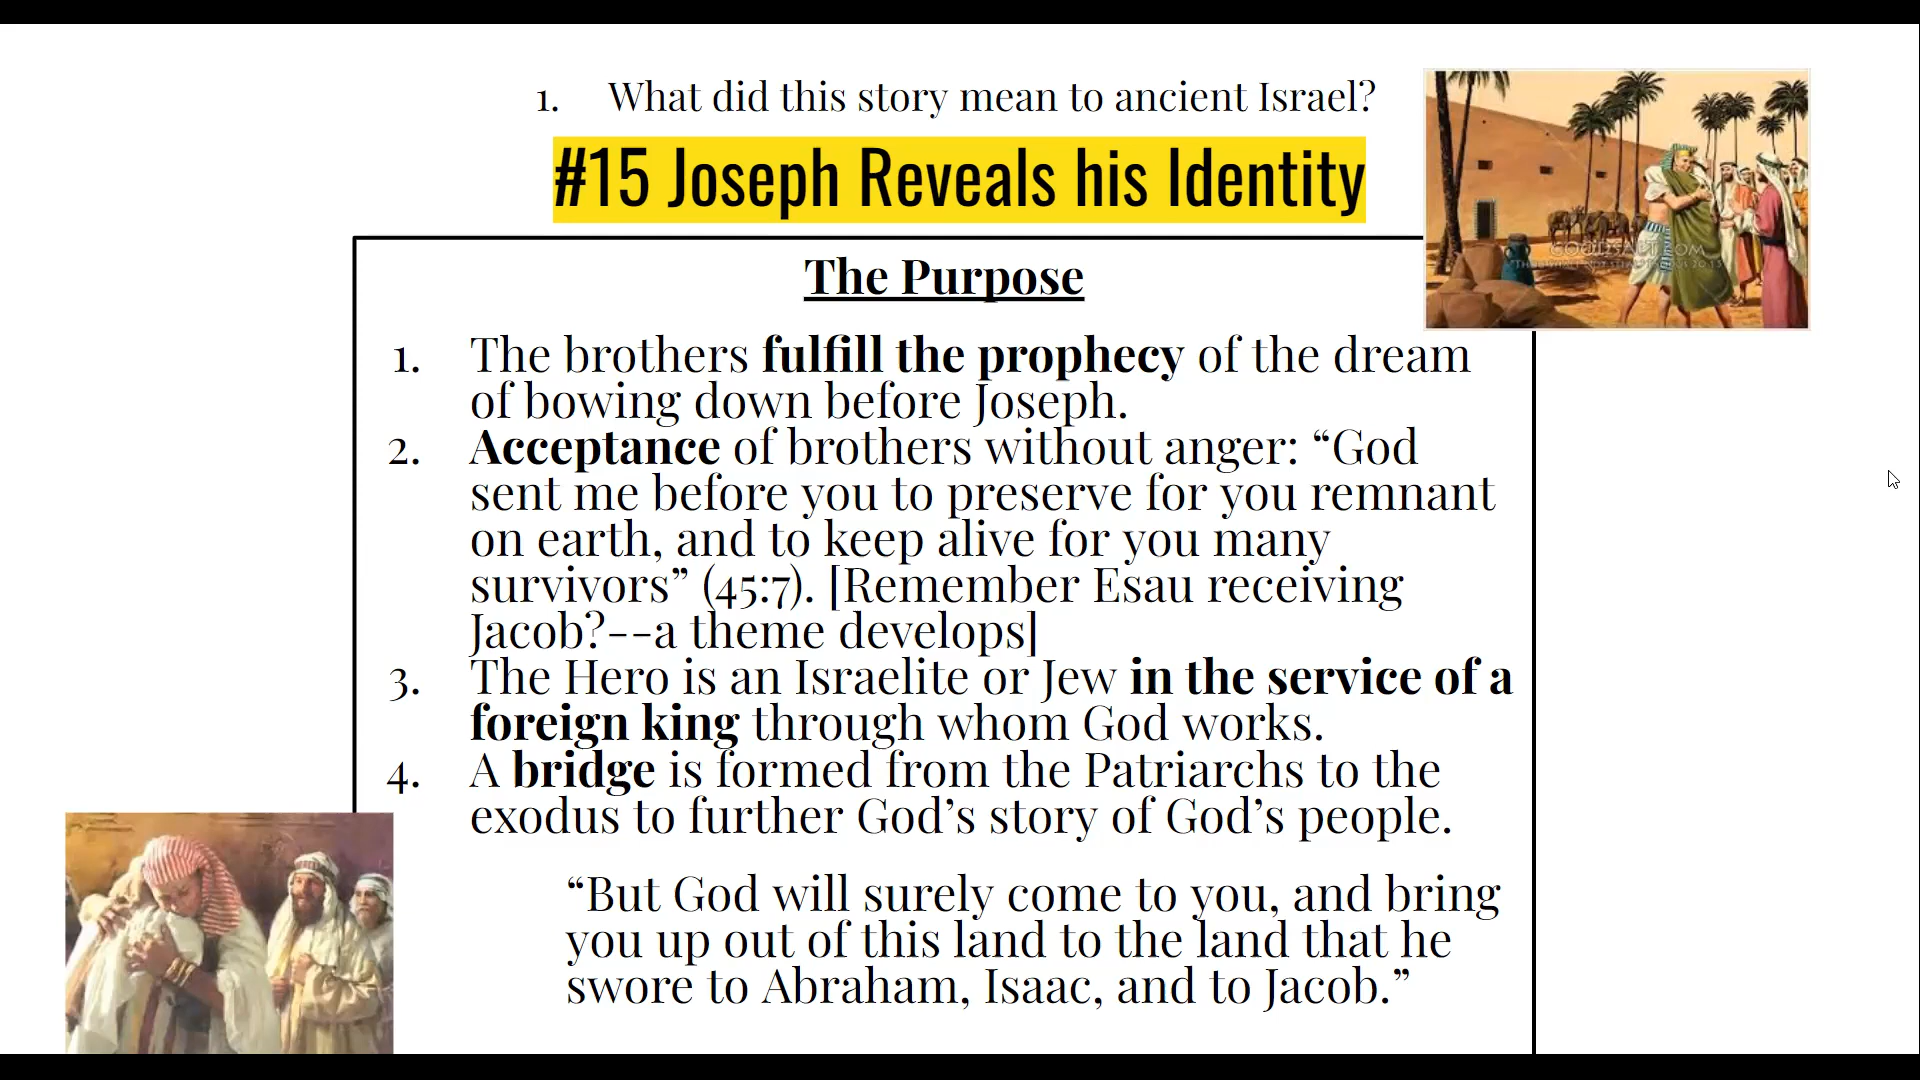 1. What did this story mean to ancient Israel?
#15 Joseph Reveals his Identity
The Purpose
1. The brothers fulfill the prophecy of the dream
of bowing down before Joseph.
2. Acceptance of brothers without anger: “God
sent me before you to preserve for you remnant
on earth, and to keep alive for you many
survivors” (45:7). [Remember Esau receiving
Jacob?--a theme develops]
3. The Hero is an Israelite or Jew in the service of a
foreign king through whom God works.
4. A bridge is formed from the Patriarchs to the
exodus to further God’s story of God’s people.
“But God will surely come to you, and bring
you up out of this land to the land that he
swore to Abraham, Isaac, and to Jacob.”
GOODSALT.COM